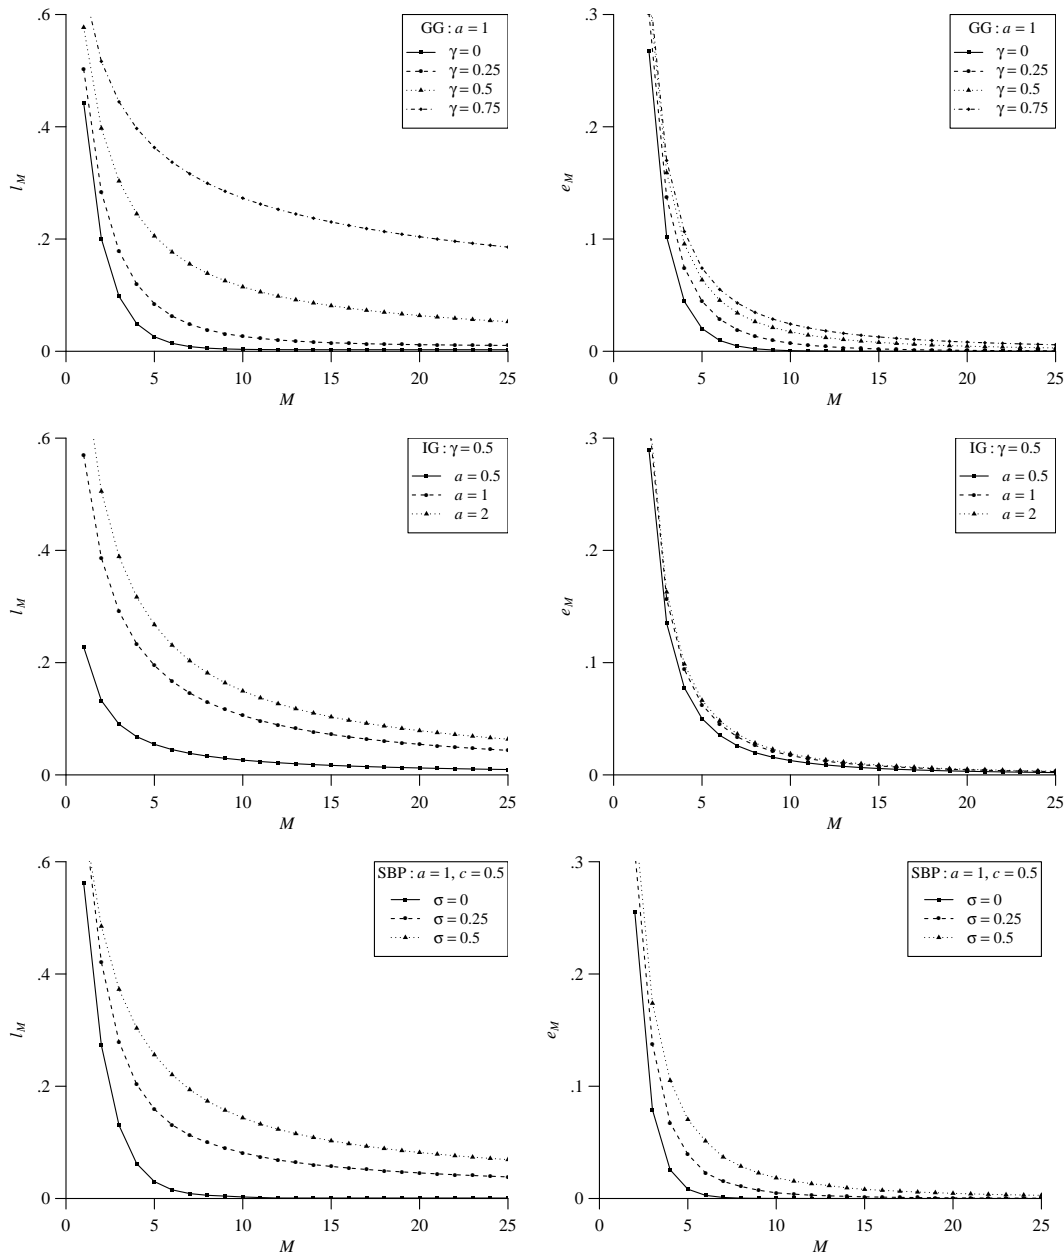 .6
.4
.2
0
l_M
0 5 10 15 20 25
M
GG : a = 1
γ = 0
γ = 0.25
γ = 0.5
γ = 0.75
.3
.2
.1
0
e_M
0 5 10 15 20 25
M
GG : a = 1
γ = 0
γ = 0.25
γ = 0.5
γ = 0.75
.6
.4
.2
0
l_M
0 5 10 15 20 25
M
IG : γ = 0.5
a = 0.5
a = 1
a = 2
.3
.2
.1
0
e_M
0 5 10 15 20 25
M
IG : γ = 0.5
a = 0.5
a = 1
a = 2
.6
.4
.2
0
l_M
0 5 10 15 20 25
M
SBP : a = 1, c = 0.5
σ = 0
σ = 0.25
σ = 0.5
.3
.2
.1
0
e_M
0 5 10 15 20 25
M
SBP : a = 1, c = 0.5
σ = 0
σ = 0.25
σ = 0.5